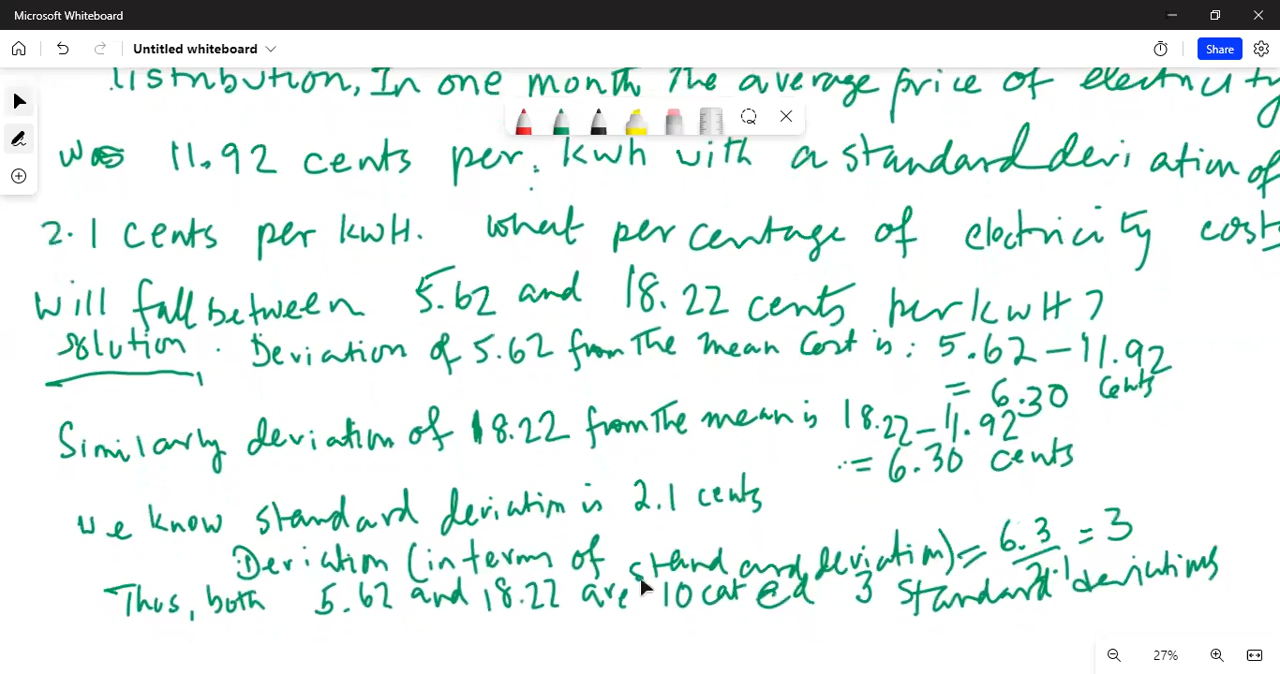 Microsoft Whiteboard
Untitled whiteboard
Share
distribution, In one month the average price of electricity
was 11.92 cents per kwh with a standard deviation of
2.1 cents per kwH. what percentage of electricity costs
will fall between 5.62 and 18.22 cents per kwH?
solution. Deviation of 5.62 from the mean cost is: 5.62 - 11.92
= 6.30 cents
Similarly deviation of 18.22 from the mean is 18.22 - 11.92
= 6.30 cents
we know standard deviation is 2.1 cents
Deviation (in terms of standard deviation) = 6.3/2.1 = 3
Thus, both 5.62 and 18.22 are located 3 standard deviations
27%